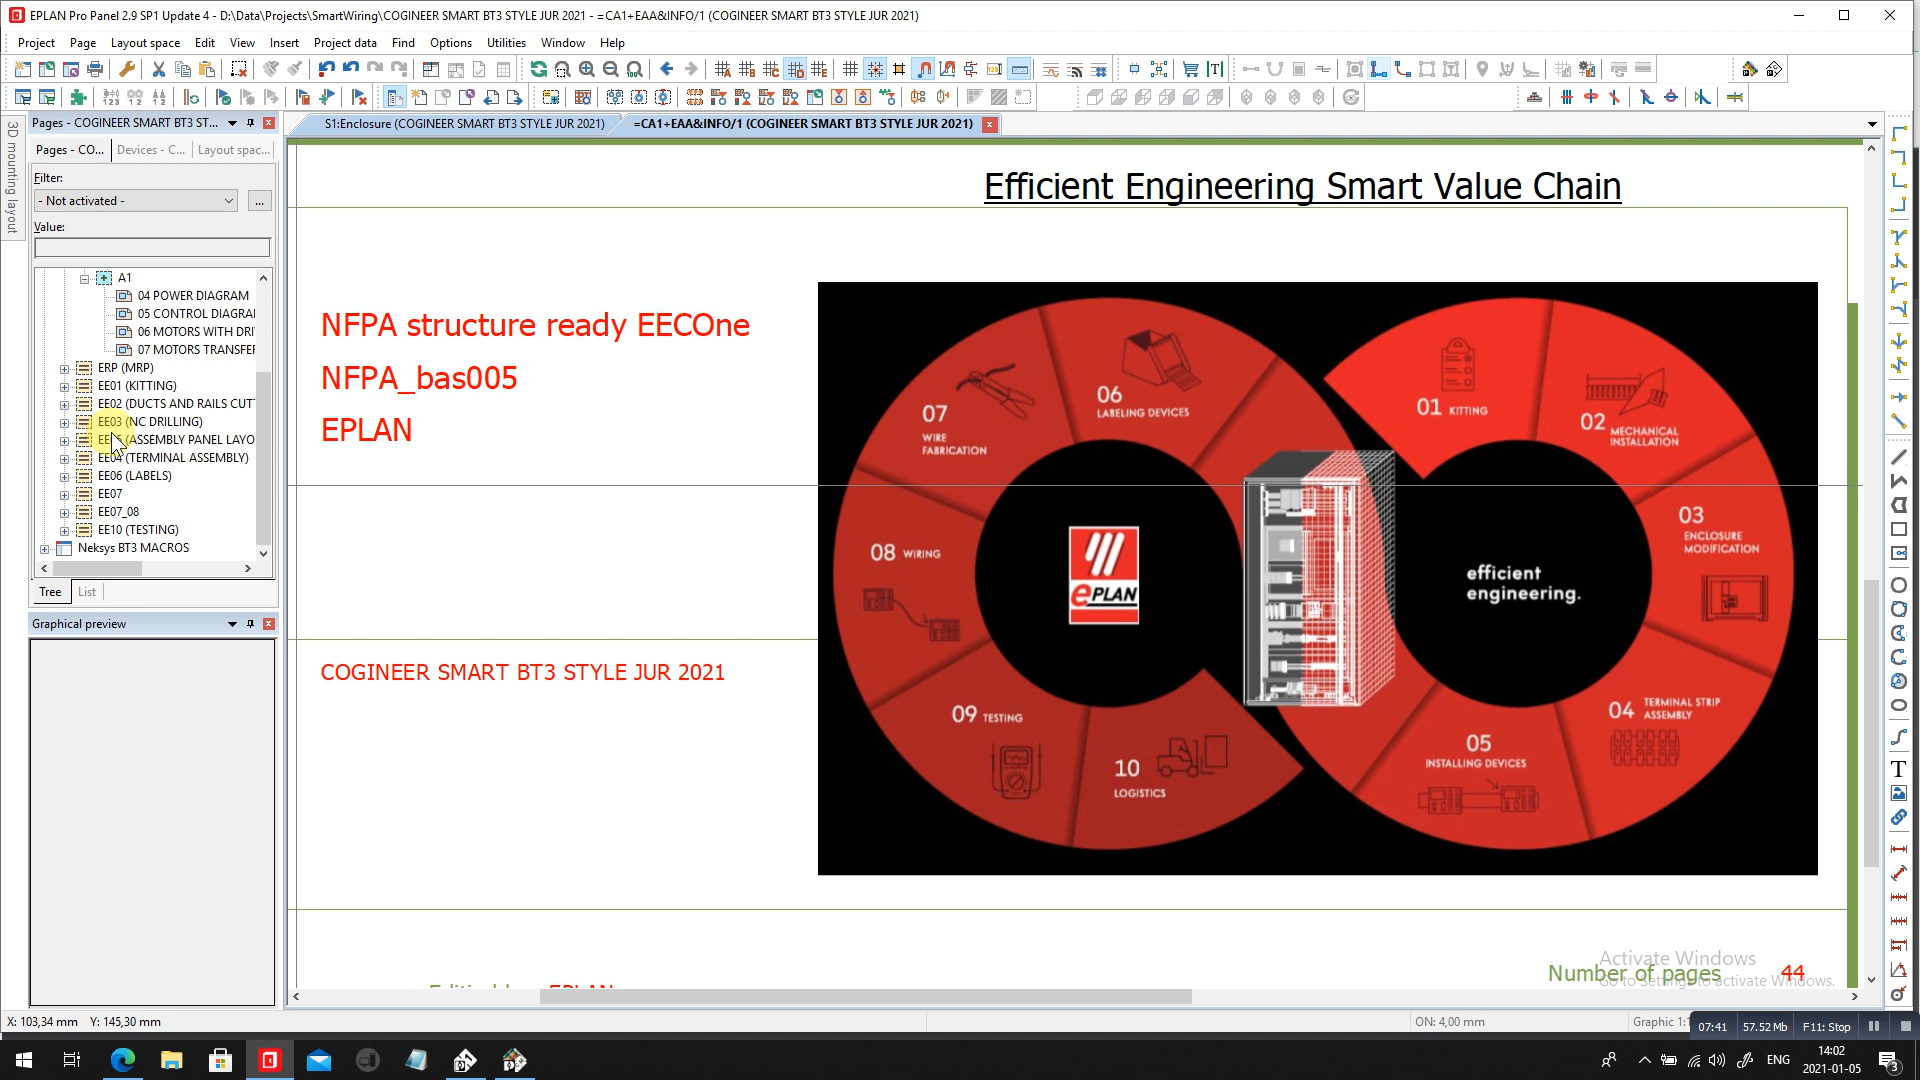 EPLAN Pro Panel 2.9 SP1 Update 4 - D:\Data\Projects\SmartWiring\COGINEER SMART BT3 STYLE JUR 2021 - =CA1+EAA&INFO/1 (COGINEER SMART BT3 STYLE JUR 2021)
Project Page Layout space Edit View Insert Project data Find Options Utilities Window Help
Pages - COGINEER SMART BT3 ST...
S1:Enclosure (COGINEER SMART BT3 STYLE JUR 2021)
=CA1+EAA&INFO/1 (COGINEER SMART BT3 STYLE JUR 2021)
3D mounting layout
Pages - CO... Devices - C... Layout spac...
Filter:
- Not activated -
...
Value:
A1
04 POWER DIAGRAM
05 CONTROL DIAGRA
06 MOTORS WITH DRI
07 MOTORS TRANSFER
ERP (MRP)
EE01 (KITTING)
EE02 (DUCTS AND RAILS CUT
EE03 (NC DRILLING)
(ASSEMBLY PANEL LAYO
EE04 (TERMINAL ASSEMBLY)
EE06 (LABELS)
EE07
EE07_08
EE10 (TESTING)
Neksys BT3 MACROS
Tree List
Graphical preview
Efficient Engineering Smart Value Chain
NFPA structure ready EECOne
NFPA_bas005
EPLAN
COGINEER SMART BT3 STYLE JUR 2021
01 KITTING
02 MECHANICAL
INSTALLATION
03
ENCLOSURE
MODIFICATION
04 TERMINAL STRIP
ASSEMBLY
05
INSTALLING DEVICES
06
LABELING DEVICES
07
WIRE
FABRICATION
08 WIRING
09 TESTING
10
LOGISTICS
ePLAN
efficient
engineering.
Number of pages 44
Activate Windows
Go to Settings to activate Windows.
X: 103,34 mm Y: 145,30 mm
ON: 4,00 mm
Graphic 1:1
07:41 57.52 Mb F11: Stop
ENG
14:02
2021-01-05
3